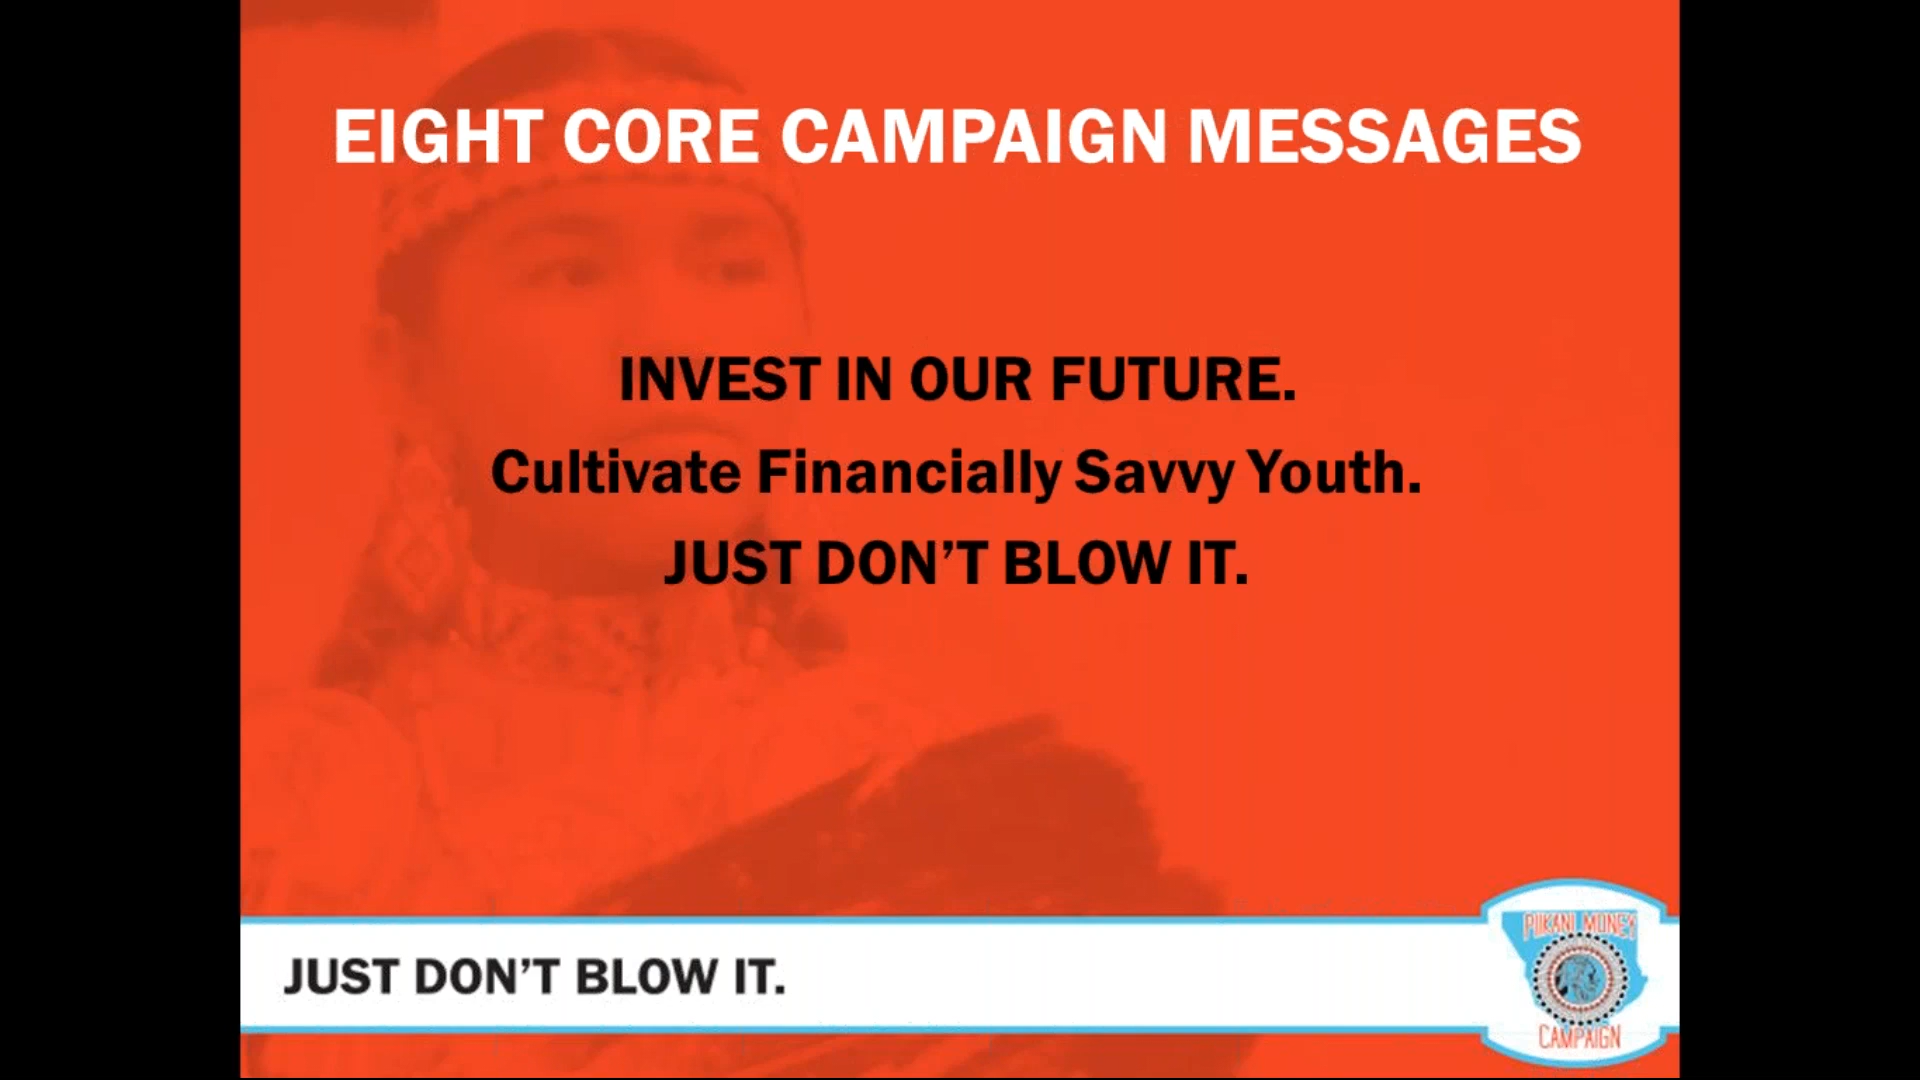 EIGHT CORE CAMPAIGN MESSAGES
INVEST IN OUR FUTURE.
Cultivate Financially Savvy Youth.
JUST DON'T BLOW IT.
JUST DON'T BLOW IT.
PIIKANI MONEY
CAMPAIGN